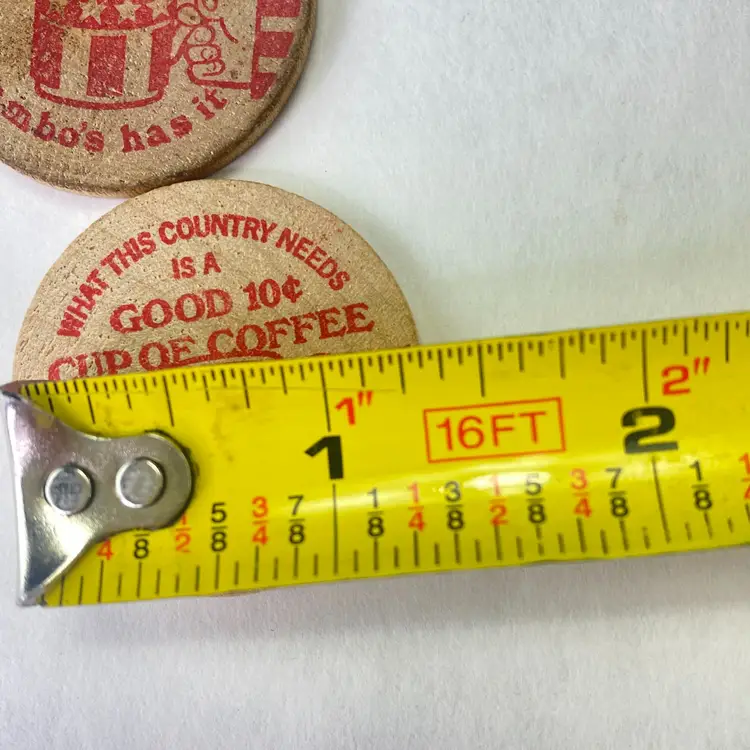 mbo's has it
WHAT THIS COUNTRY NEEDS
IS A
GOOD 10¢
CUP OF COFFEE
1" 16FT 2"
1 2
4 8 1/2 5/8 3/4 7/8 1/8 1/4 3/8 1/2 5/8 3/4 7/8 1/8